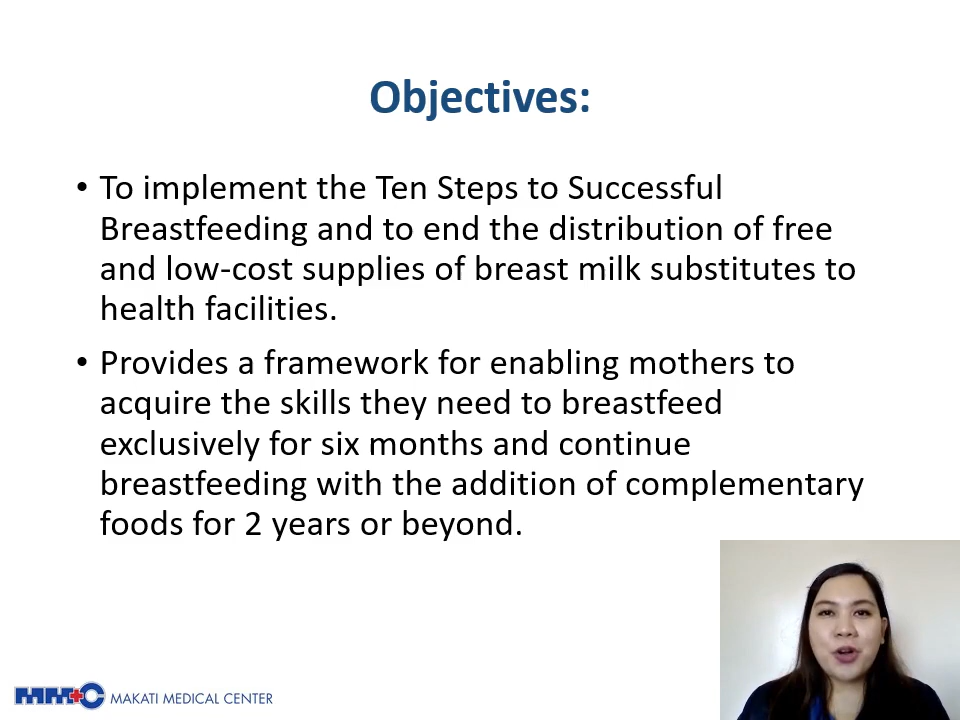 Objectives:
• To implement the Ten Steps to Successful
Breastfeeding and to end the distribution of free
and low-cost supplies of breast milk substitutes to
health facilities.
• Provides a framework for enabling mothers to
acquire the skills they need to breastfeed
exclusively for six months and continue
breastfeeding with the addition of complementary
foods for 2 years or beyond.
MMC MAKATI MEDICAL CENTER